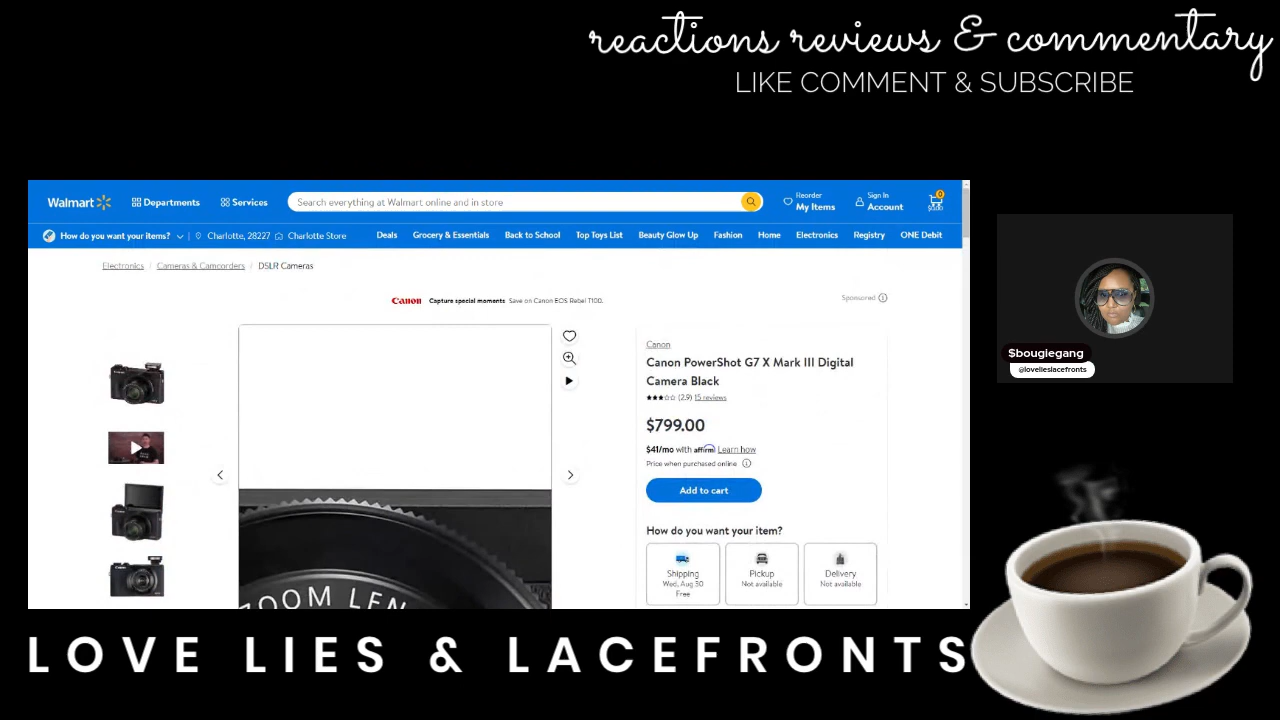 reactions reviews & commentary
LIKE COMMENT & SUBSCRIBE
Walmart
Departments
Services
Search everything at Walmart online and in store
Reorder
My Items
Sign In
Account
0
How do you want your items?
Charlotte, 28227
Charlotte Store
Deals
Grocery & Essentials
Back to School
Top Toys List
Beauty Glow Up
Fashion
Home
Electronics
Registry
ONE Debit
Electronics / Cameras & Camcorders / DSLR Cameras
Canon Capture special moments Save on Canon EOS Rebel T100.
Sponsored
Canon
Canon PowerShot G7 X Mark III Digital
Camera Black
(2.9) 15 reviews
$799.00
$41/mo with affirm Learn how
Price when purchased online
Add to cart
How do you want your item?
Shipping
Wed, Aug 30
Free
Pickup
Not available
Delivery
Not available
ZOOM LEN
$bougiegang
@lovelieslacefronts
LOVE LIES & LACEFRONTS